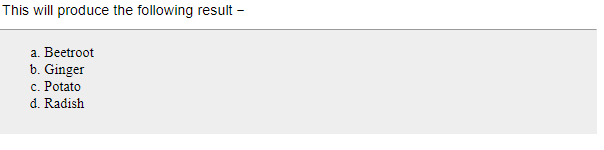 This will produce the following result −
a. Beetroot
b. Ginger
c. Potato
d. Radish